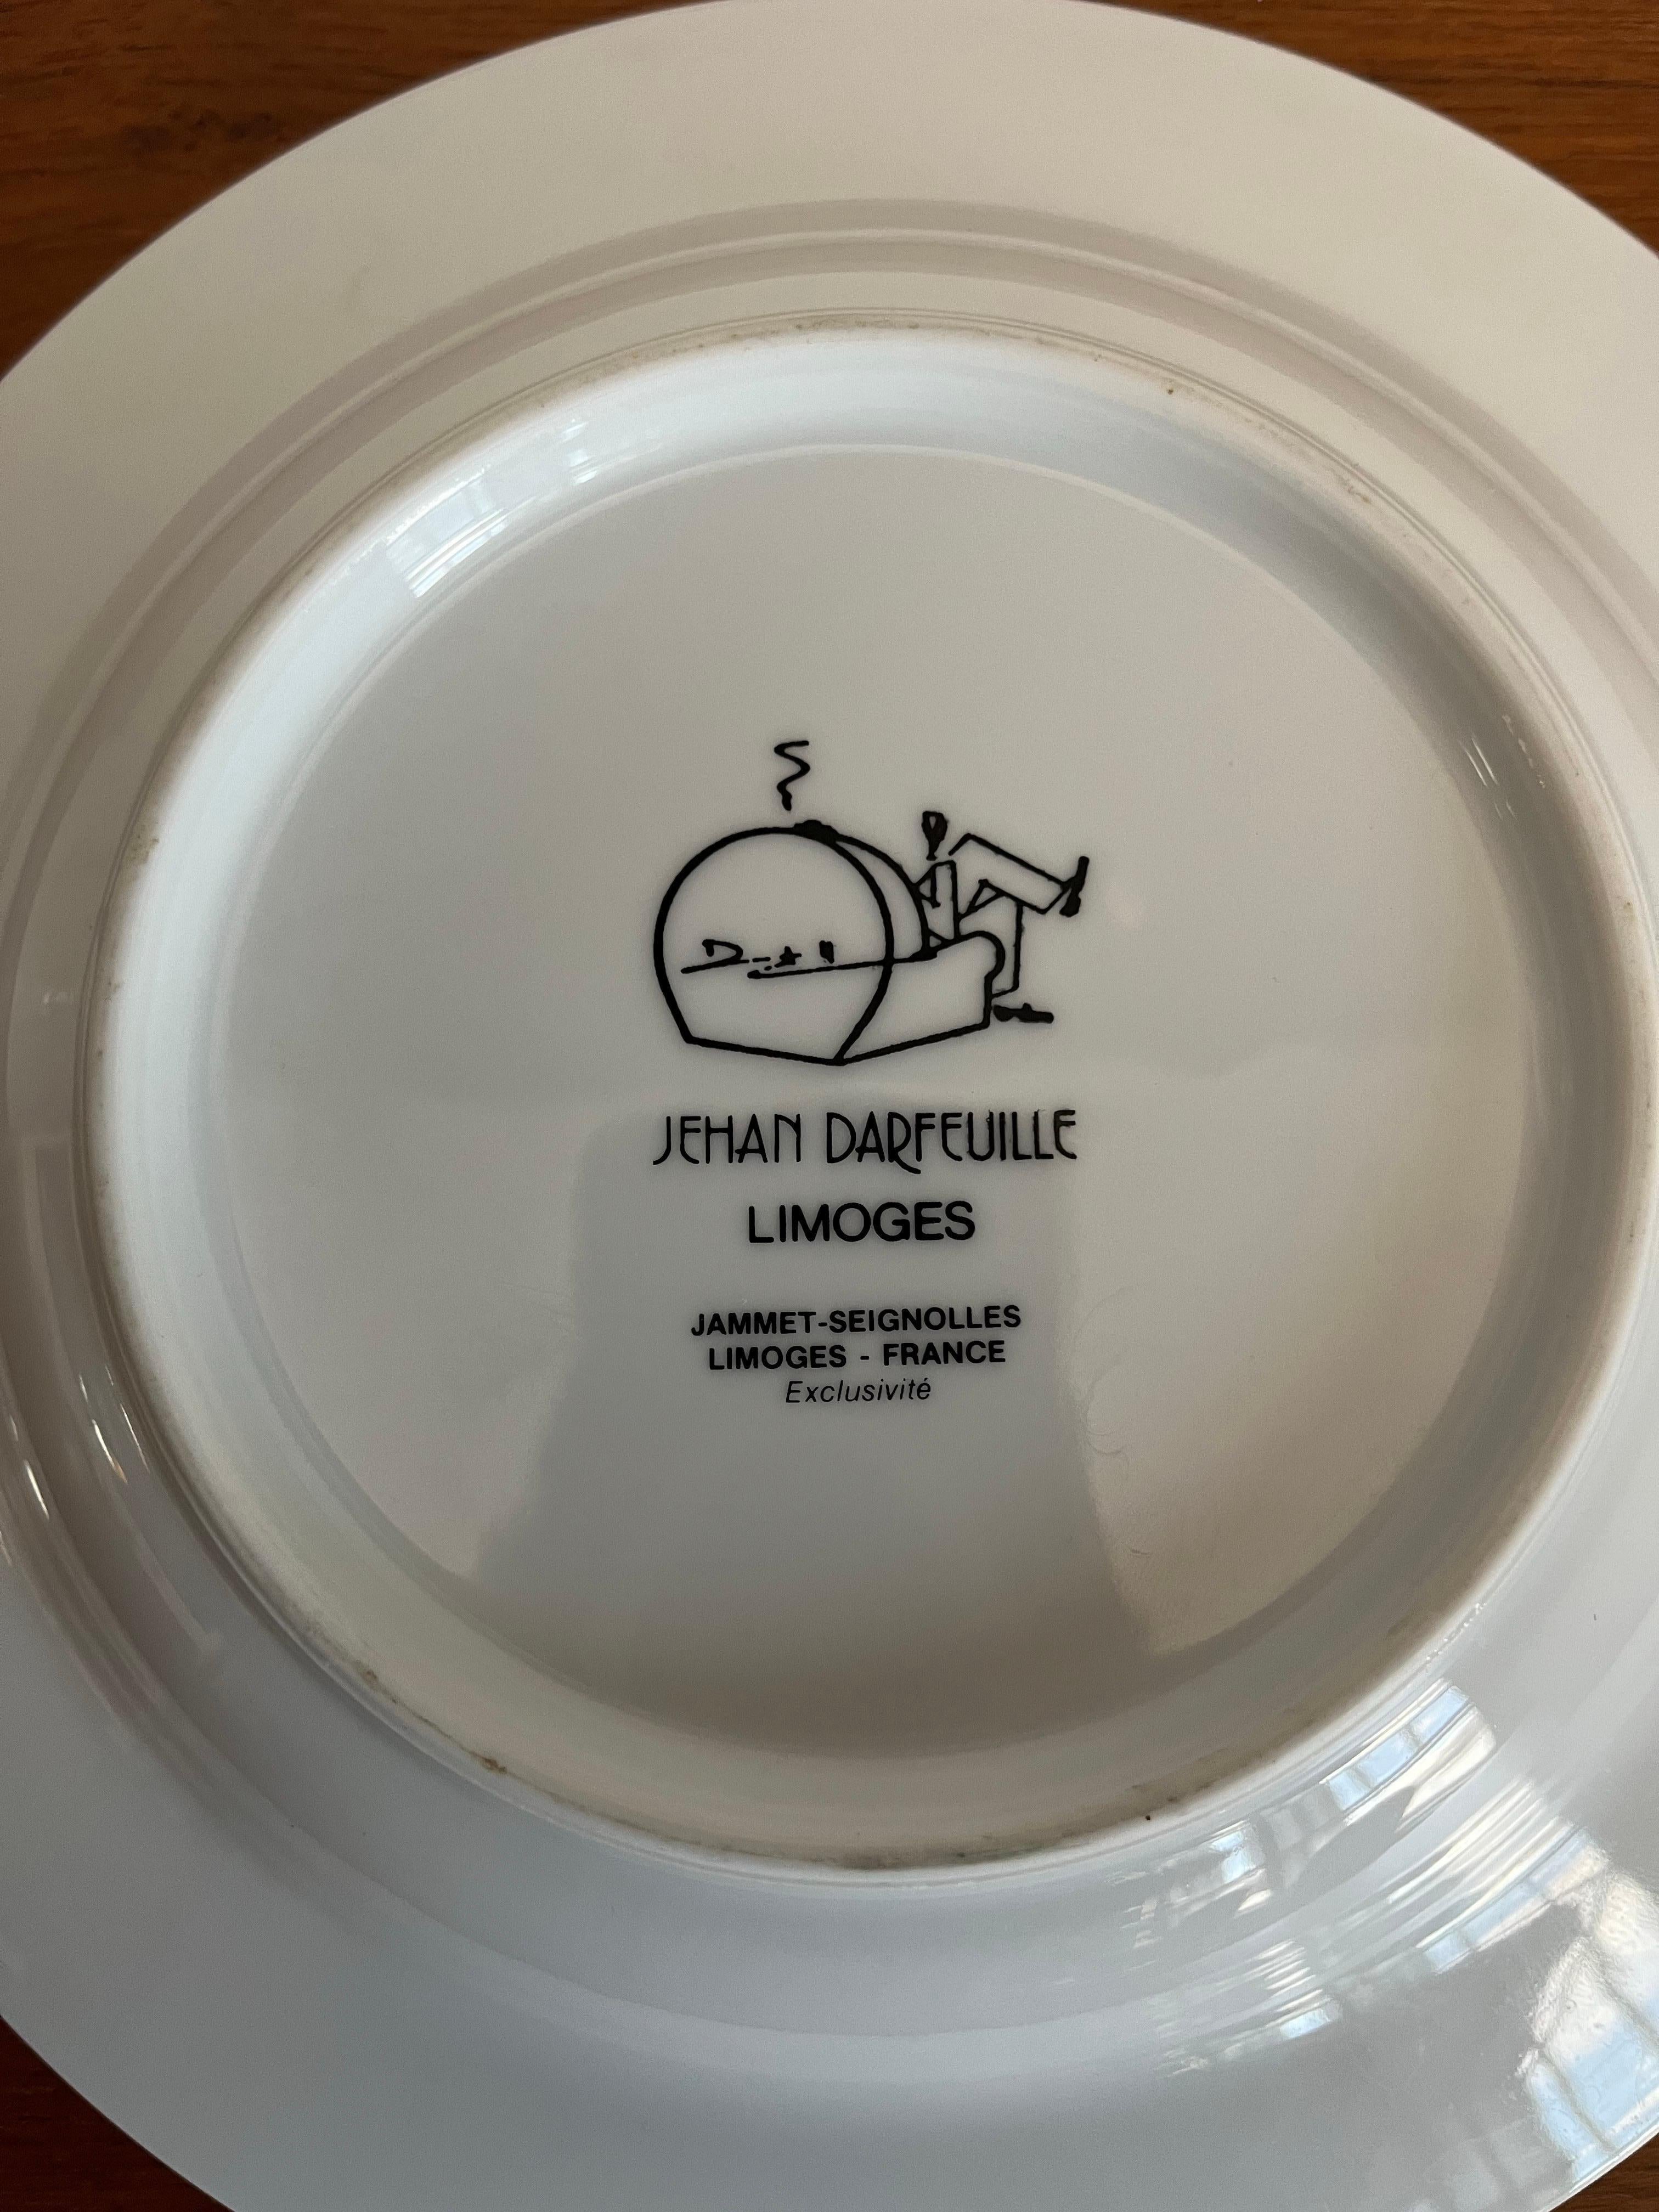 JEHAN DARFEUILLE
LIMOGES
JAMMET-SEIGNOLLES
LIMOGES - FRANCE
Exclusivité